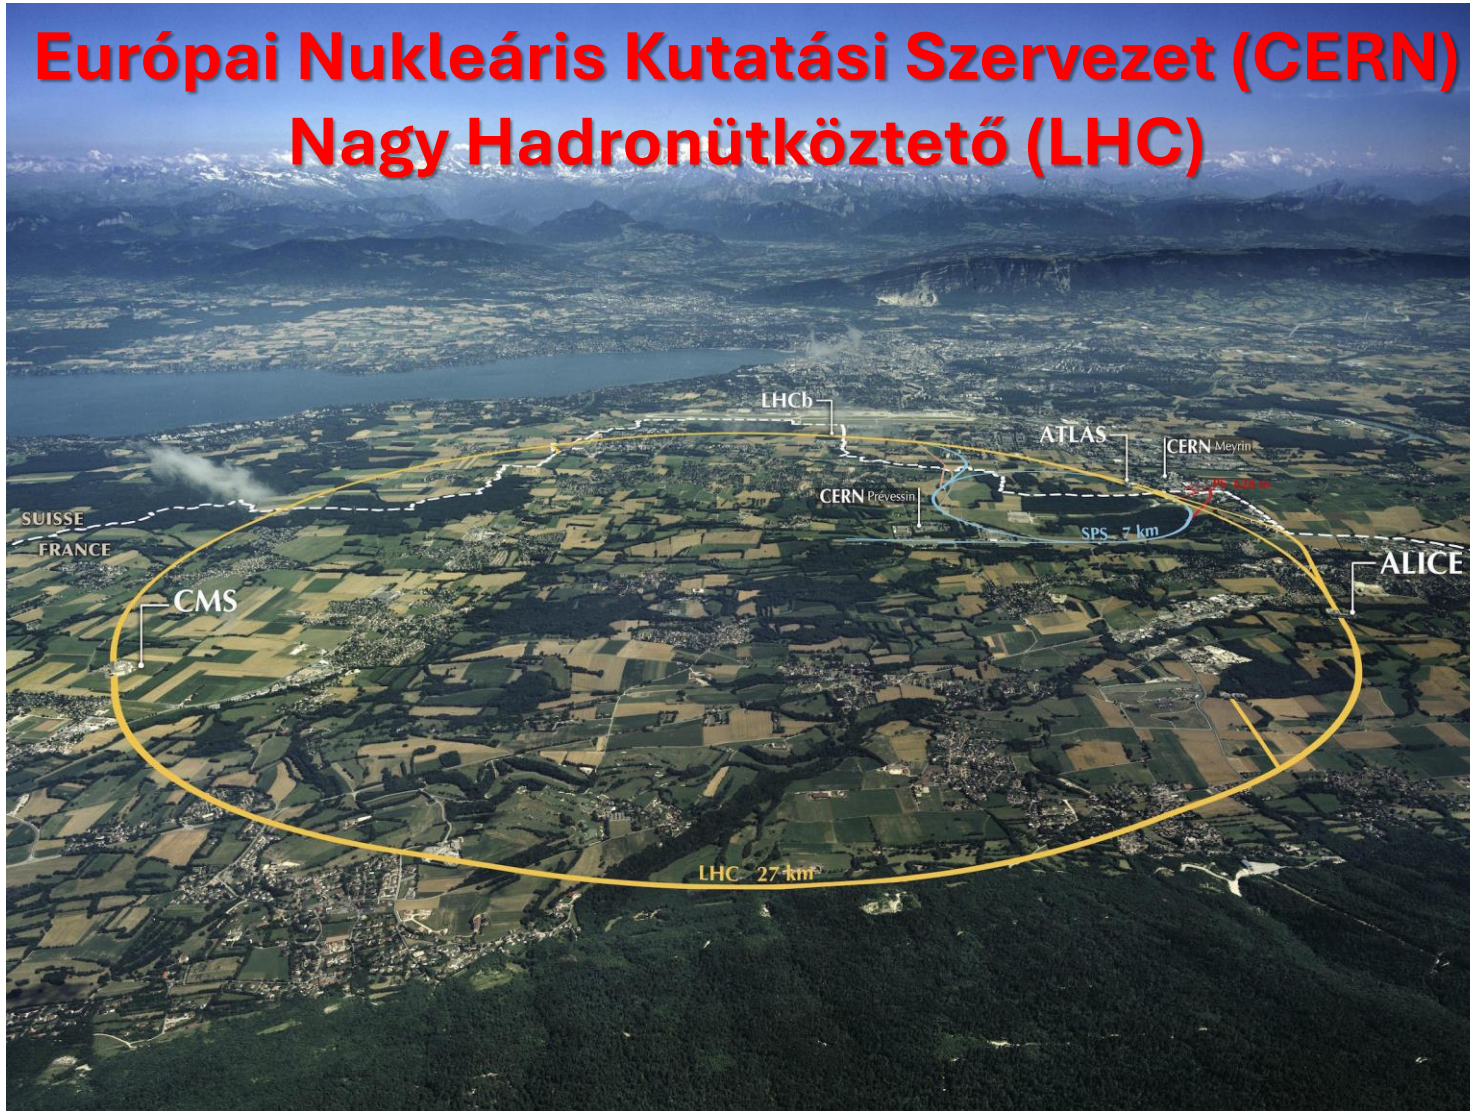 Európai Nukleáris Kutatási Szervezet (CERN)
Nagy Hadronütköztető (LHC)
LHCb
ATLAS
CERN Meyrin
CERN Prévessin
SPS 7 km
SUISSE
FRANCE
ALICE
CMS
LHC 27 km